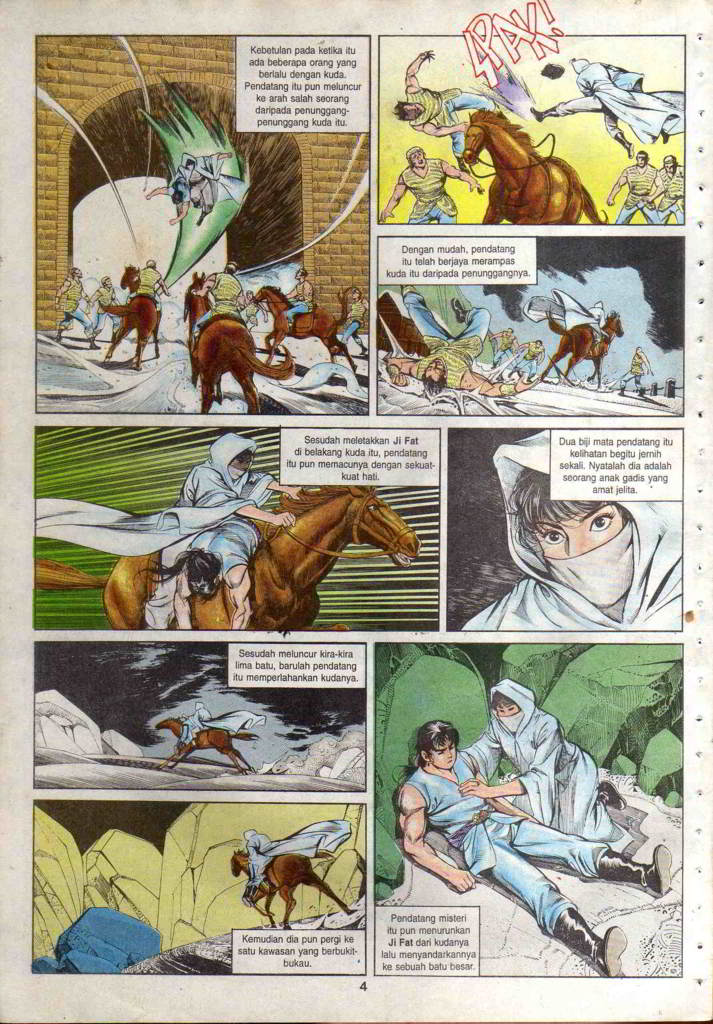 Kebetulan pada ketika itu
ada beberapa orang yang
berlalu dengan kuda.
Pendatang itu pun meluncur
ke arah salah seorang
daripada penunggang-
penunggang kuda itu.
4PAK!!
Dengan mudah, pendatang
itu telah berjaya merampas
kuda itu daripada penunggangnya.
Sesudah meletakkan Ji Fat
di belakang kuda itu, pendatang
itu pun memacunya dengan sekuat-
kuat hati.
Dua biji mata pendatang itu
kelihatan begitu jernih
sekali. Nyatalah dia adalah
seorang anak gadis yang
amat jelita.
Sesudah meluncur kira-kira
lima batu, barulah pendatang
itu memperlahankan kudanya.
Kemudian dia pun pergi ke
satu kawasan yang berbukit-
bukau.
Pendatang misteri
itu pun menurunkan
Ji Fat dari kudanya
lalu menyandarkannya
ke sebuah batu besar.
4